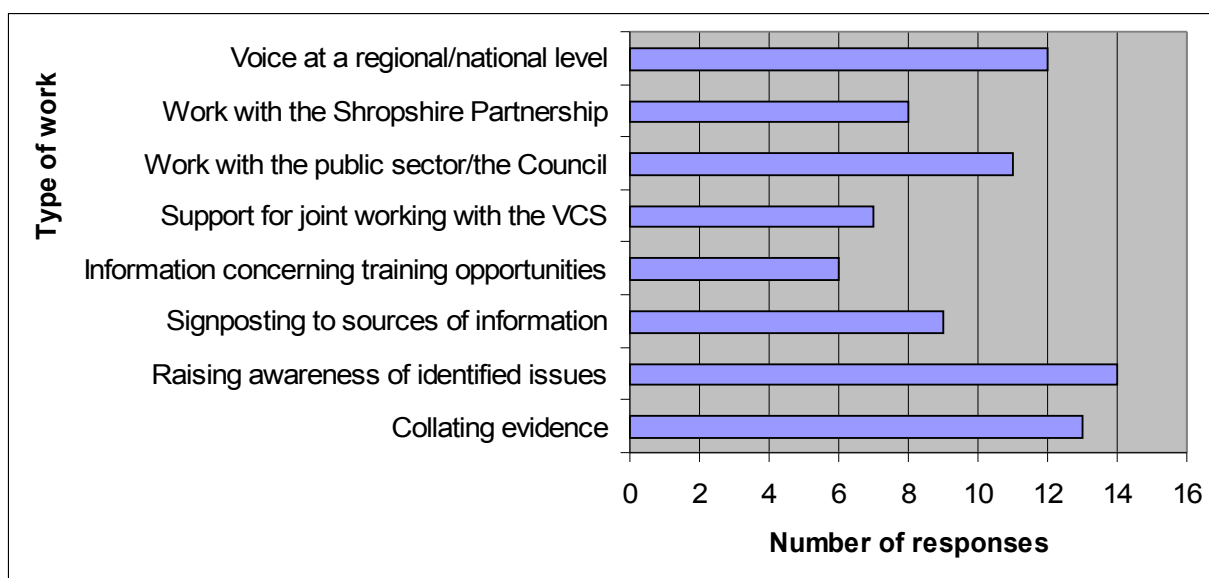 Type of work
Voice at a regional/national level
Work with the Shropshire Partnership
Work with the public sector/the Council
Support for joint working with the VCS
Information concerning training opportunities
Signposting to sources of information
Raising awareness of identified issues
Collating evidence
0 2 4 6 8 10 12 14 16
Number of responses